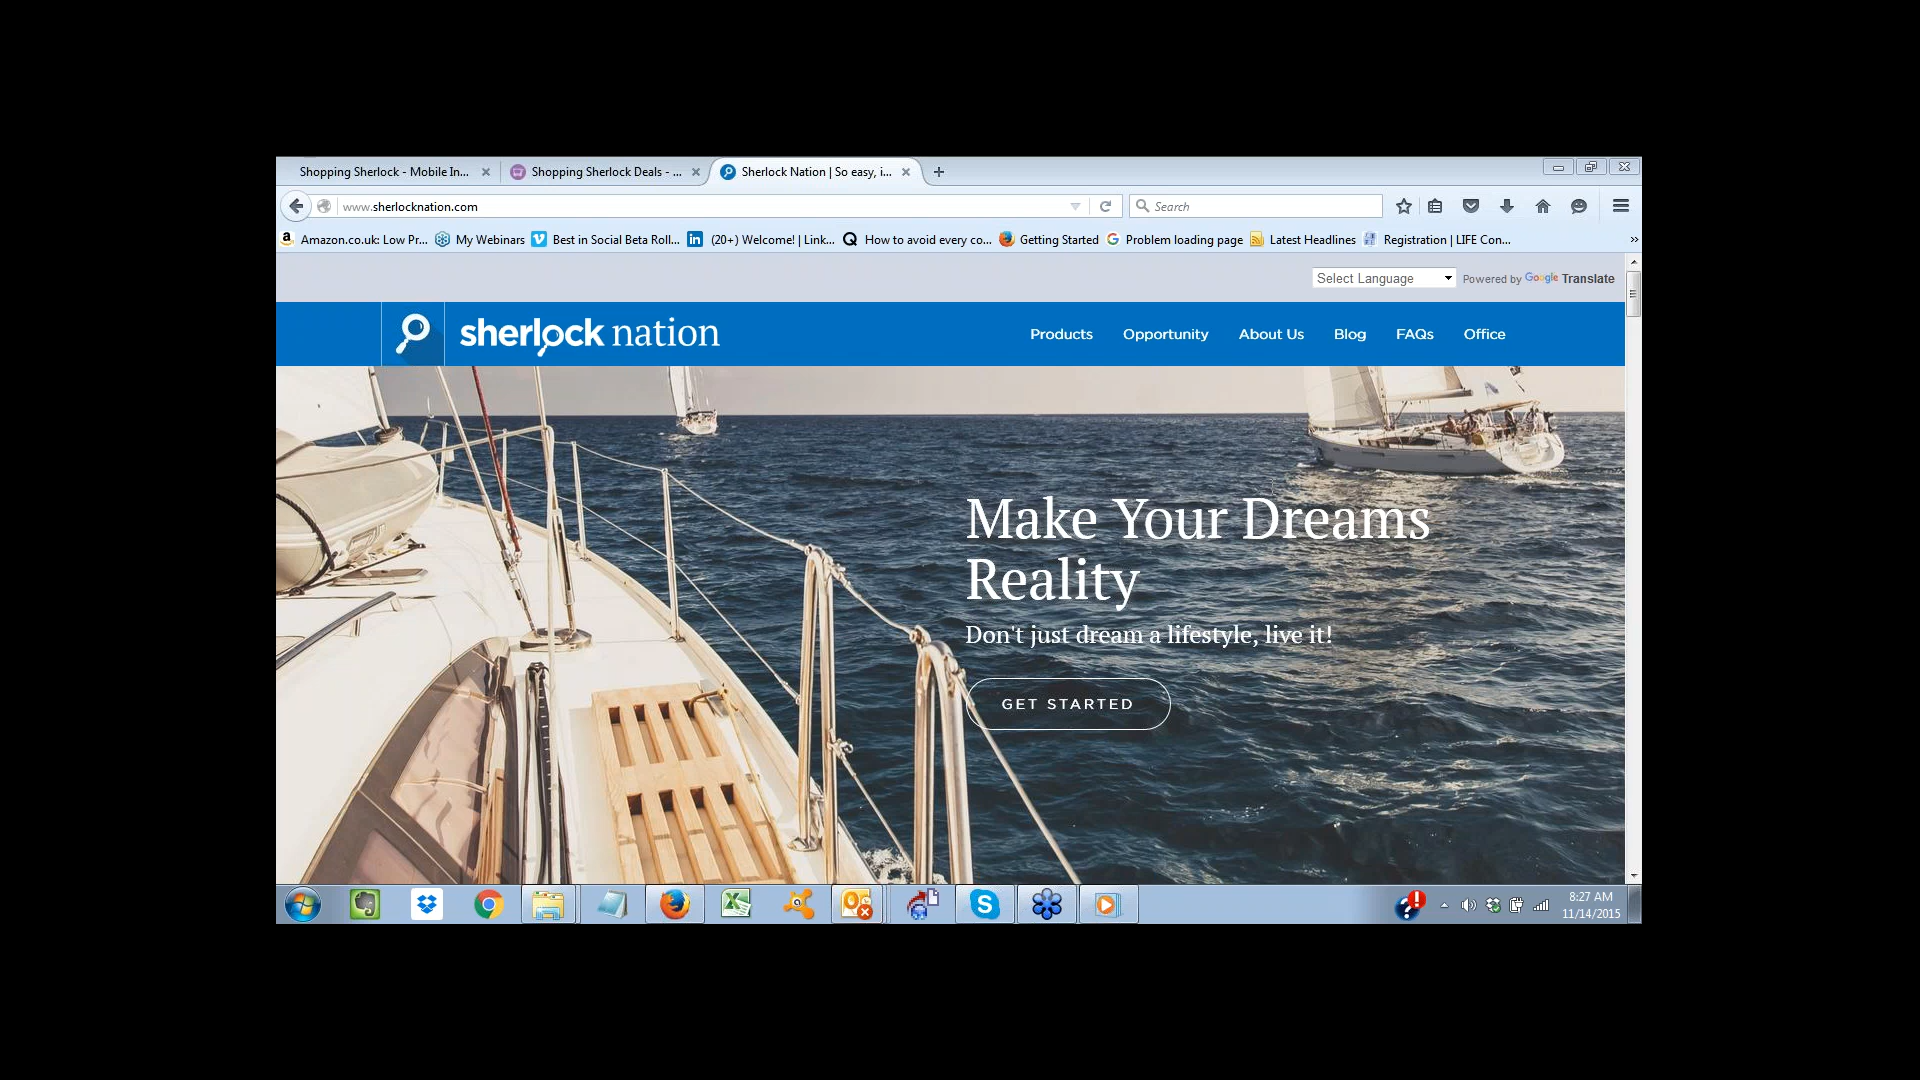 Shopping Sherlock - Mobile In...
Shopping Sherlock Deals - ...
Sherlock Nation | So easy, i...
www.sherlocknation.com
Search
Amazon.co.uk: Low Pr...
My Webinars
Best in Social Beta Roll...
(20+) Welcome! | Link...
How to avoid every co...
Getting Started
Problem loading page
Latest Headlines
Registration | LIFE Con...
Select Language
Powered by Google Translate
sherlock nation
Products
Opportunity
About Us
Blog
FAQs
Office
Make Your Dreams
Reality
Don't just dream a lifestyle, live it!
GET STARTED
8:27 AM
11/14/2015